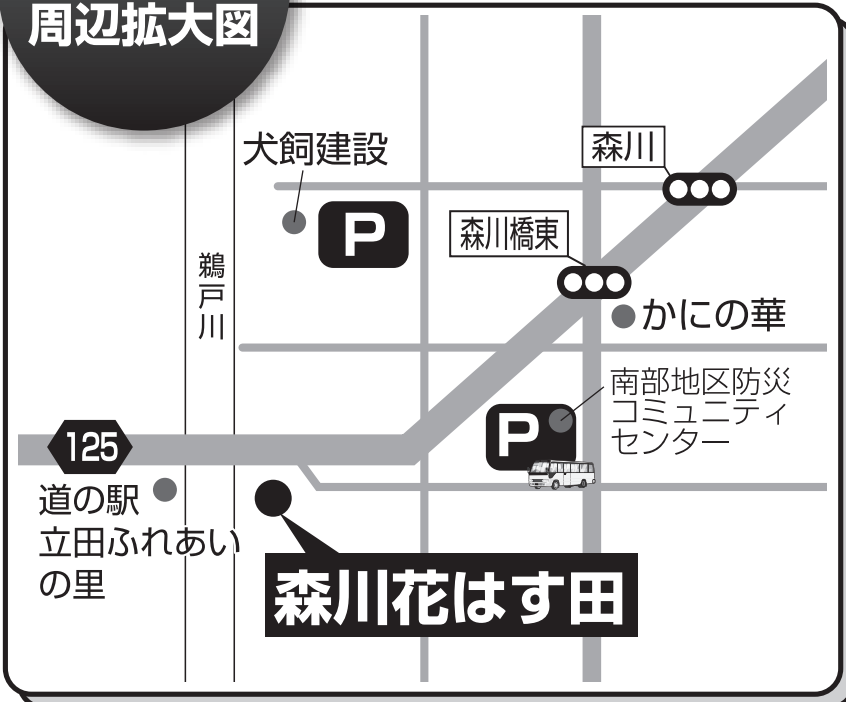 周辺拡大図
犬飼建設
森川
P
森川橋東
鵜戸川
かにの華
南部地区防災
コミュニティ
センター
P
125
道の駅
立田ふれあい
の里
森川花はす田